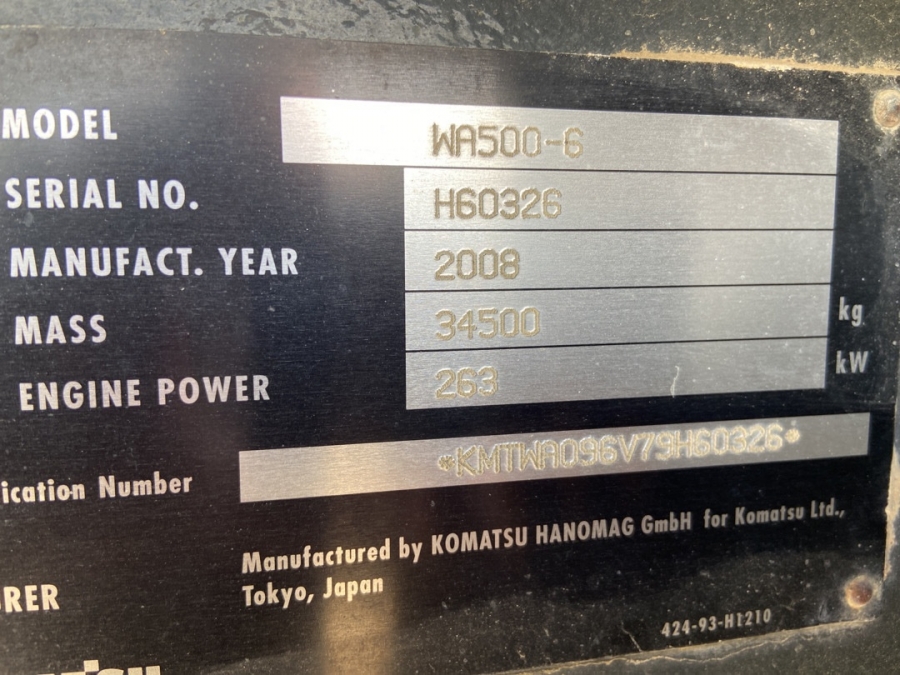 MODEL WA500-6
SERIAL NO. H60326
MANUFACT. YEAR 2008
MASS 34500 kg
ENGINE POWER 263 kW
ication Number *KMTWA096V79H60326*
Manufactured by KOMATSU HANOMAG GmbH for Komatsu Ltd.,
RER Tokyo, Japan
424-93-H1210